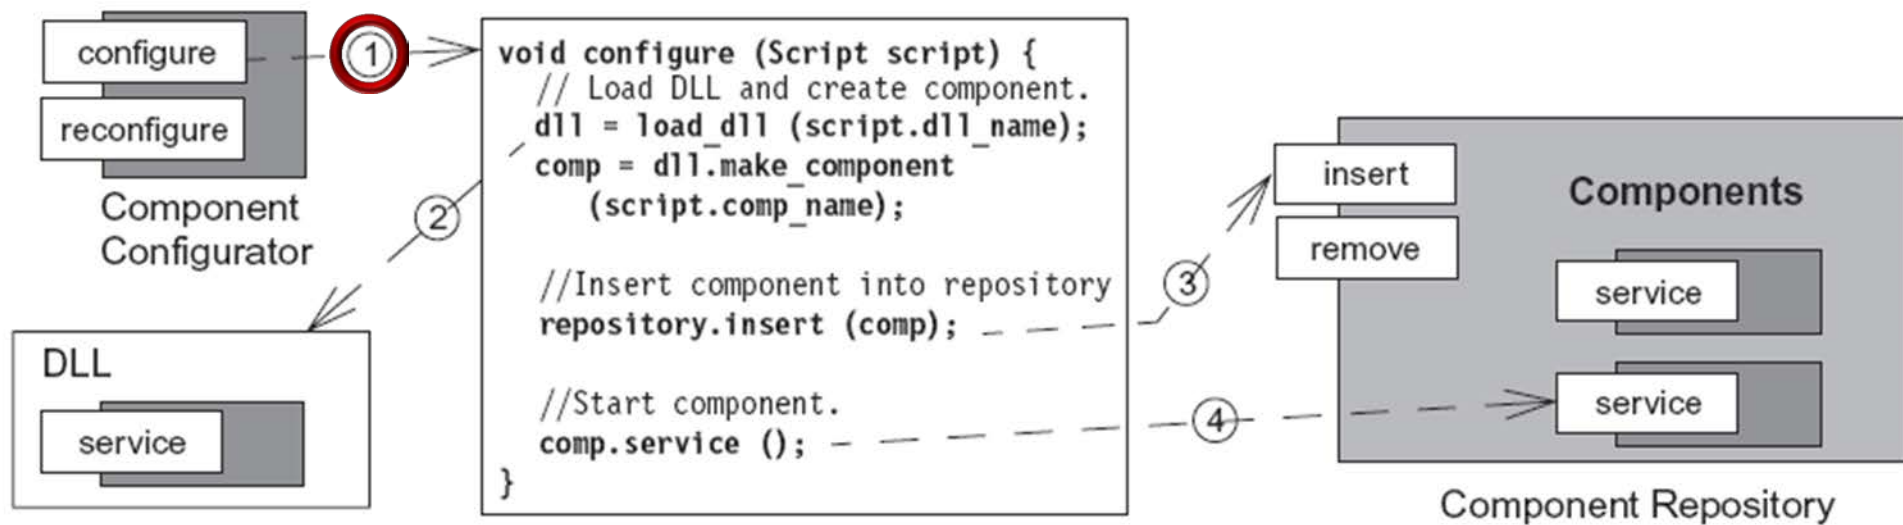 configure
reconfigure
Component
Configurator
1
void configure (Script script) {
// Load DLL and create component.
dll = load_dll (script.dll_name);
comp = dll.make_component
(script.comp_name);
//Insert component into repository
repository.insert (comp);
//Start component.
comp.service ();
}
2
DLL
service
3
4
insert
remove
Components
service
service
Component Repository